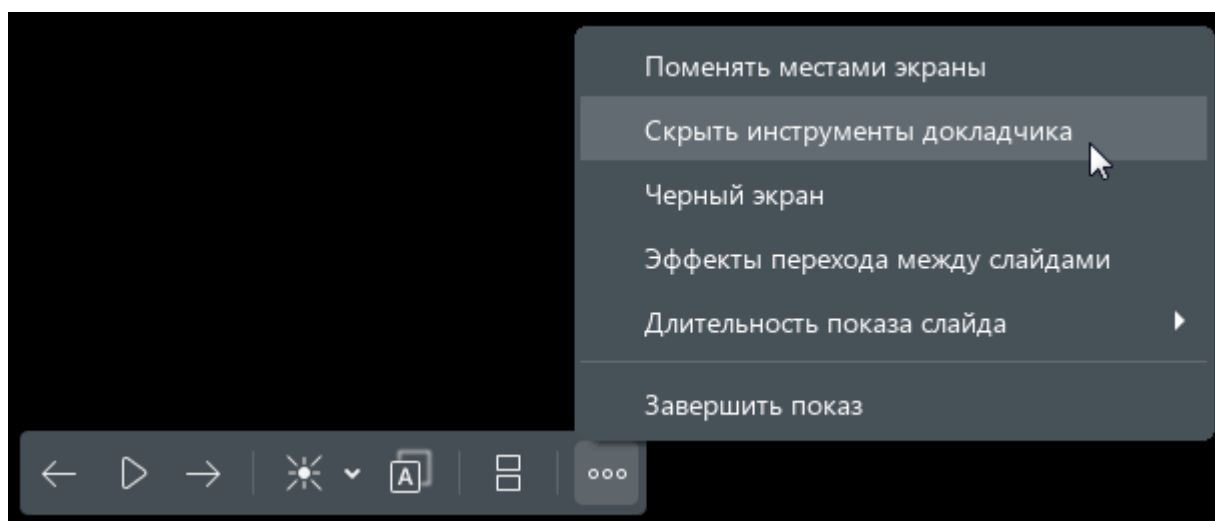 Поменять местами экраны
Скрыть инструменты докладчика
Черный экран
Эффекты перехода между слайдами
Длительность показа слайда
Завершить показ
A